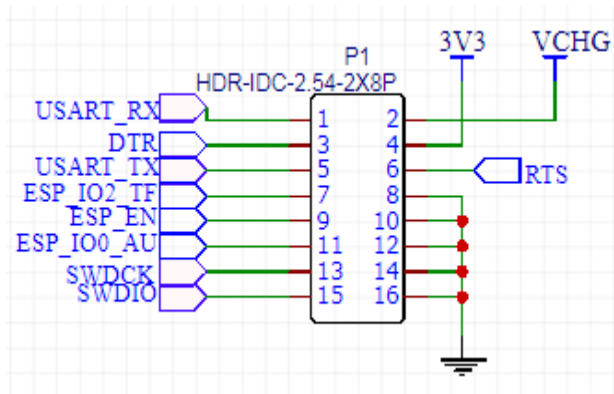 3V3 VCHG
P1
HDR-IDC-2.54-2X8P
USART_RX 1 2
DTR 3 4
USART_TX 5 6 RTS
ESP_IO2_TF 7 8
ESP_EN 9 10
ESP_IO0_AU 11 12
SWDCK 13 14
SWDIO 15 16